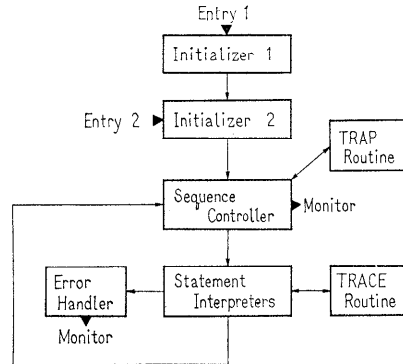 Entry 1
Initializer 1
Entry 2
Initializer 2
TRAP
Routine
Sequence
Controller
Monitor
Error
Handler
Statement
Interpreters
TRACE
Routine
Monitor